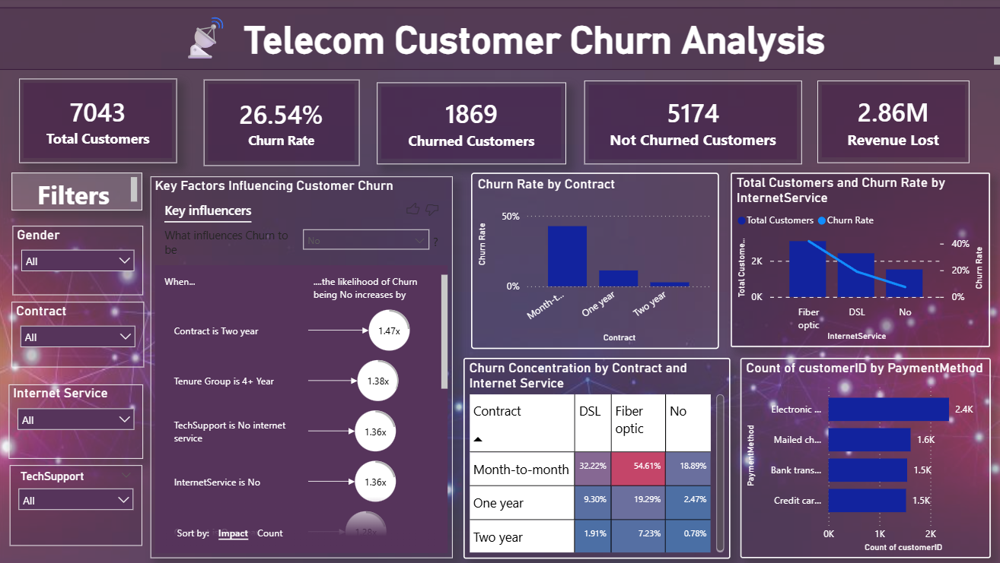 Telecom Customer Churn Analysis
7043
Total Customers
26.54%
Churn Rate
1869
Churned Customers
5174
Not Churned Customers
2.86M
Revenue Lost
Filters
Gender
All
Contract
All
Internet Service
All
TechSupport
All
Key Factors Influencing Customer Churn
Key influencers
What influences Churn to
be
No
?
When...
....the likelihood of Churn
being No increases by
Contract is Two year
1.47x
Tenure Group is 4+ Year
1.38x
TechSupport is No internet
service
1.36x
InternetService is No
1.36x
1.28x
Sort by: Impact Count
Churn Rate by Contract
Churn Rate
50%
0%
Month-t...
One year
Two year
Contract
Total Customers and Churn Rate by
InternetService
Total Customers Churn Rate
Total Custome...
2K
0K
40%
20%
0%
Churn Rate
Fiber
optic
DSL
No
InternetService
Churn Concentration by Contract and
Internet Service
Contract DSL Fiber
optic No
Month-to-month 32.22% 54.61% 18.89%
One year 9.30% 19.29% 2.47%
Two year 1.91% 7.23% 0.78%
Count of customerID by PaymentMethod
PaymentMethod
Electronic ... 2.4K
Mailed ch... 1.6K
Bank trans... 1.5K
Credit car... 1.5K
0K 1K 2K
Count of customerID